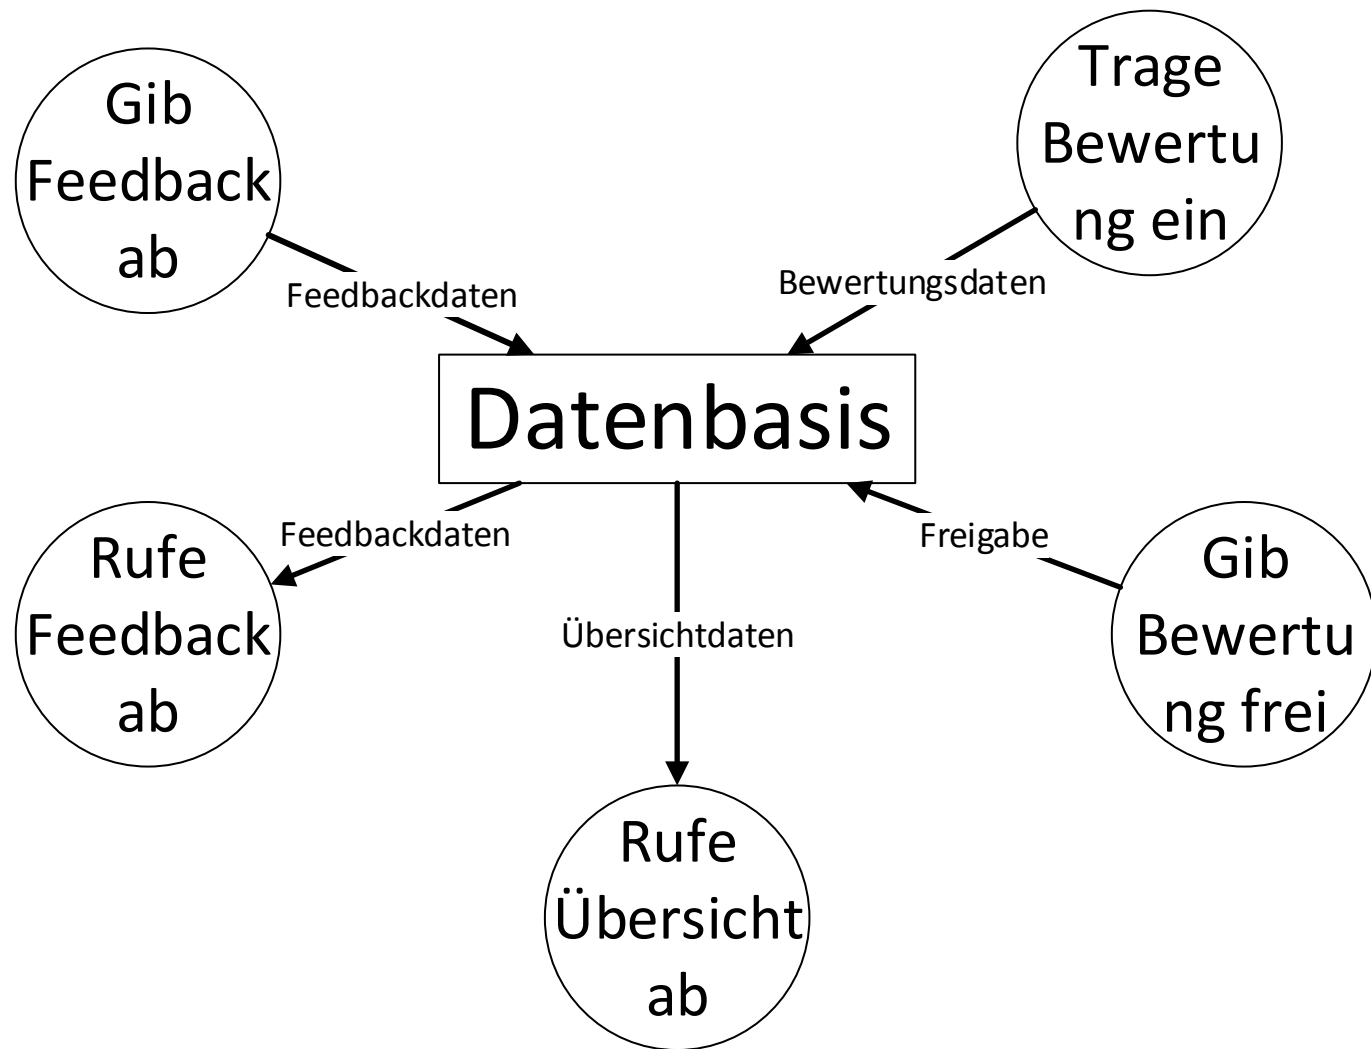 Gib
Feedback
ab
Trage
Bewertu
ng ein
Feedbackdaten
Bewertungsdaten
Datenbasis
Feedbackdaten
Freigabe
Rufe
Feedback
ab
Übersichtdaten
Gib
Bewertu
ng frei
Rufe
Übersicht
ab